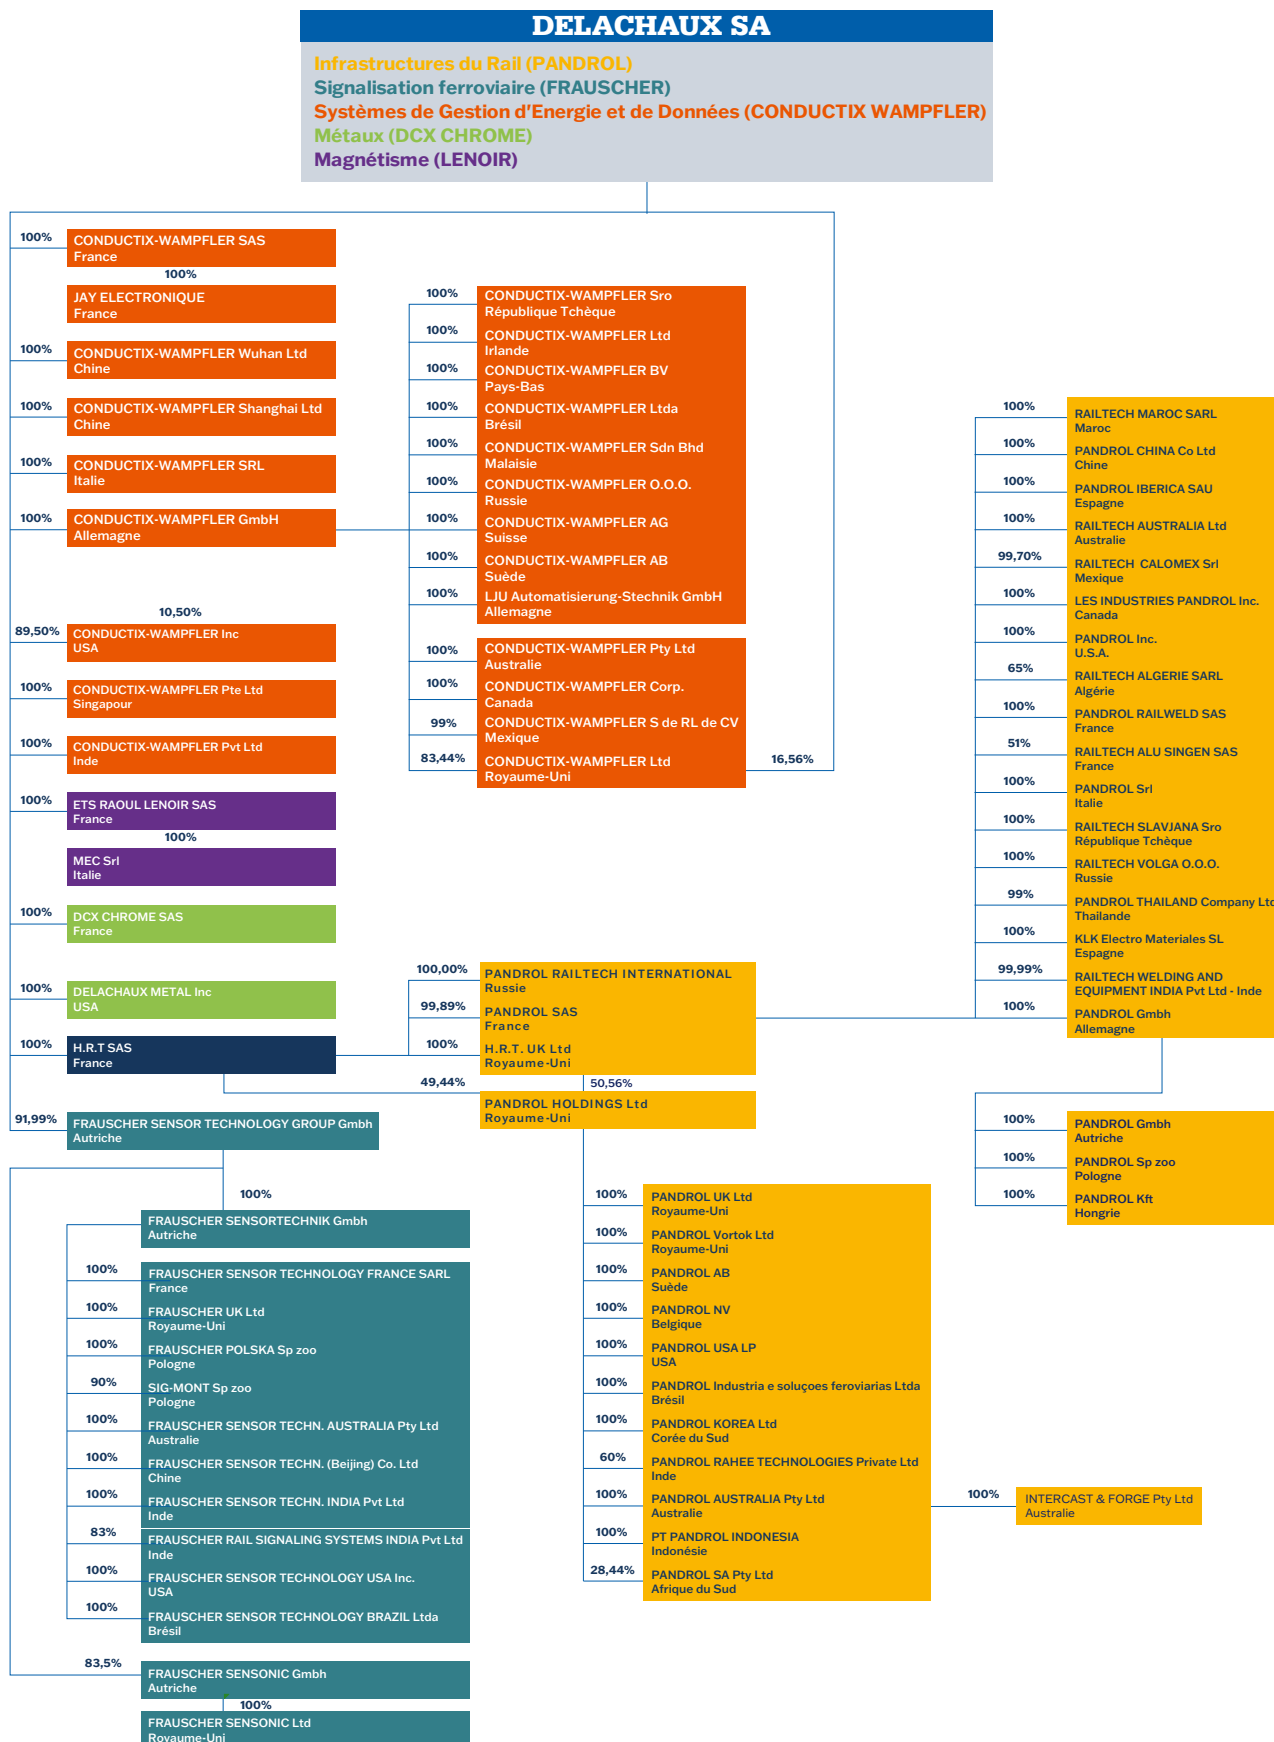 DELACHAUX SA
Infrastructures du Rail (PANDROL)
Signalisation ferroviaire (FRAUSCHER)
Systèmes de Gestion d'Energie et de Données (CONDUCTIX WAMPFLER)
Métaux (DCX CHROME)
Magnétisme (LENOIR)
100%
CONDUCTIX-WAMPFLER SAS
France
100%
JAY ELECTRONIQUE
France
100%
CONDUCTIX-WAMPFLER Wuhan Ltd
Chine
100%
CONDUCTIX-WAMPFLER Shanghai Ltd
Chine
100%
CONDUCTIX-WAMPFLER SRL
Italie
100%
CONDUCTIX-WAMPFLER GmbH
Allemagne
10,50%
89,50%
CONDUCTIX-WAMPFLER Inc
USA
100%
CONDUCTIX-WAMPFLER Pte Ltd
Singapour
100%
CONDUCTIX-WAMPFLER Pvt Ltd
Inde
100%
ETS RAOUL LENOIR SAS
France
100%
MEC Srl
Italie
100%
DCX CHROME SAS
France
100%
DELACHAUX METAL Inc
USA
100%
H.R.T SAS
France
91,99%
FRAUSCHER SENSOR TECHNOLOGY GROUP Gmbh
Autriche
100%
CONDUCTIX-WAMPFLER Sro
République Tchèque
100%
CONDUCTIX-WAMPFLER Ltd
Irlande
100%
CONDUCTIX-WAMPFLER BV
Pays-Bas
100%
CONDUCTIX-WAMPFLER Ltda
Brésil
100%
CONDUCTIX-WAMPFLER Sdn Bhd
Malaisie
100%
CONDUCTIX-WAMPFLER O.O.O.
Russie
100%
CONDUCTIX-WAMPFLER AG
Suisse
100%
CONDUCTIX-WAMPFLER AB
Suède
100%
LJU Automatisierung-Stechnik GmbH
Allemagne
100%
CONDUCTIX-WAMPFLER Pty Ltd
Australie
100%
CONDUCTIX-WAMPFLER Corp.
Canada
99%
CONDUCTIX-WAMPFLER S de RL de CV
Mexique
83,44%
CONDUCTIX-WAMPFLER Ltd
Royaume-Uni
16,56%
100,00%
PANDROL RAILTECH INTERNATIONAL
Russie
99,89%
PANDROL SAS
France
100%
H.R.T. UK Ltd
Royaume-Uni
49,44%
50,56%
PANDROL HOLDINGS Ltd
Royaume-Uni
100%
RAILTECH MAROC SARL
Maroc
100%
PANDROL CHINA Co Ltd
Chine
100%
PANDROL IBERICA SAU
Espagne
100%
RAILTECH AUSTRALIA Ltd
Australie
99,70%
RAILTECH CALOMEX Srl
Mexique
100%
LES INDUSTRIES PANDROL Inc.
Canada
100%
PANDROL Inc.
U.S.A.
65%
RAILTECH ALGERIE SARL
Algérie
100%
PANDROL RAILWELD SAS
France
51%
RAILTECH ALU SINGEN SAS
France
100%
PANDROL Srl
Italie
100%
RAILTECH SLAVJANA Sro
République Tchèque
100%
RAILTECH VOLGA O.O.O.
Russie
99%
PANDROL THAILAND Company Ltd
Thailande
100%
KLK Electro Materiales SL
Espagne
99,99%
RAILTECH WELDING AND
EQUIPMENT INDIA Pvt Ltd - Inde
100%
PANDROL Gmbh
Allemagne
100%
PANDROL Gmbh
Autriche
100%
PANDROL Sp zoo
Pologne
100%
PANDROL Kft
Hongrie
100%
FRAUSCHER SENSORTECHNIK Gmbh
Autriche
100%
FRAUSCHER SENSOR TECHNOLOGY FRANCE SARL
France
100%
FRAUSCHER UK Ltd
Royaume-Uni
100%
FRAUSCHER POLSKA Sp zoo
Pologne
90%
SIG-MONT Sp zoo
Pologne
100%
FRAUSCHER SENSOR TECHN. AUSTRALIA Pty Ltd
Australie
100%
FRAUSCHER SENSOR TECHN. (Beijing) Co. Ltd
Chine
100%
FRAUSCHER SENSOR TECHN. INDIA Pvt Ltd
Inde
83%
FRAUSCHER RAIL SIGNALING SYSTEMS INDIA Pvt Ltd
Inde
100%
FRAUSCHER SENSOR TECHNOLOGY USA Inc.
USA
100%
FRAUSCHER SENSOR TECHNOLOGY BRAZIL Ltda
Brésil
83,5%
FRAUSCHER SENSONIC Gmbh
Autriche
100%
FRAUSCHER SENSONIC Ltd
Royaume-Uni
100%
PANDROL UK Ltd
Royaume-Uni
100%
PANDROL Vortok Ltd
Royaume-Uni
100%
PANDROL AB
Suède
100%
PANDROL NV
Belgique
100%
PANDROL USA LP
USA
100%
PANDROL Industria e soluçoes feroviarias Ltda
Brésil
100%
PANDROL KOREA Ltd
Corée du Sud
60%
PANDROL RAHEE TECHNOLOGIES Private Ltd
Inde
100%
PANDROL AUSTRALIA Pty Ltd
Australie
100%
PT PANDROL INDONESIA
Indonésie
28,44%
PANDROL SA Pty Ltd
Afrique du Sud
100%
INTERCAST & FORGE Pty Ltd
Australie